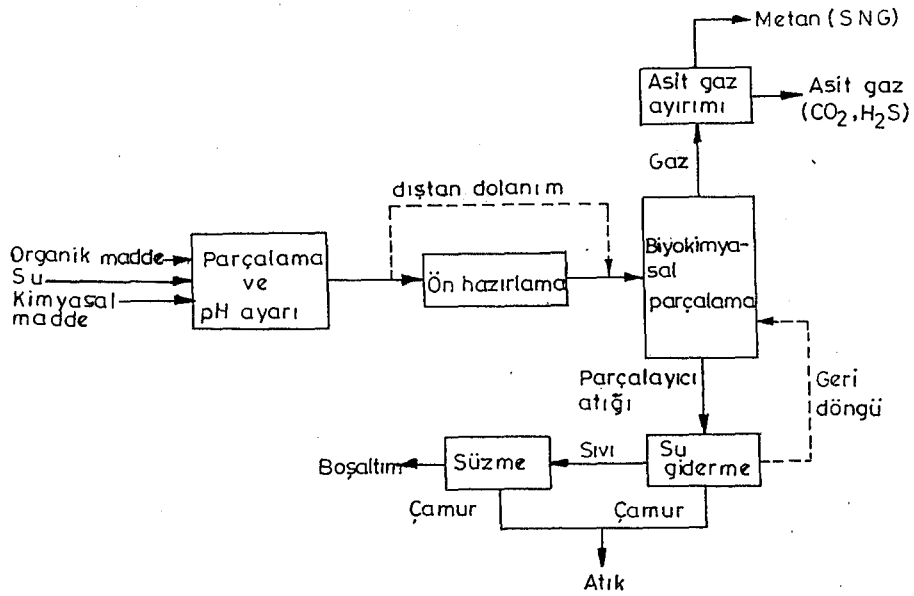 Metan (SNG)
Asit gaz
ayırımı
Asit gaz
(CO₂, H₂S)
Gaz
dıştan dolanım
Organik madde
Su
Kimyasal
madde
Parçalama
ve
pH ayarı
Ön hazırlama
Biyokimya-
sal
parçalama
Parçalayıcı
atığı
Geri
döngü
Boşaltım
Süzme
Sıvı
Su
giderme
Çamur
Çamur
Atık